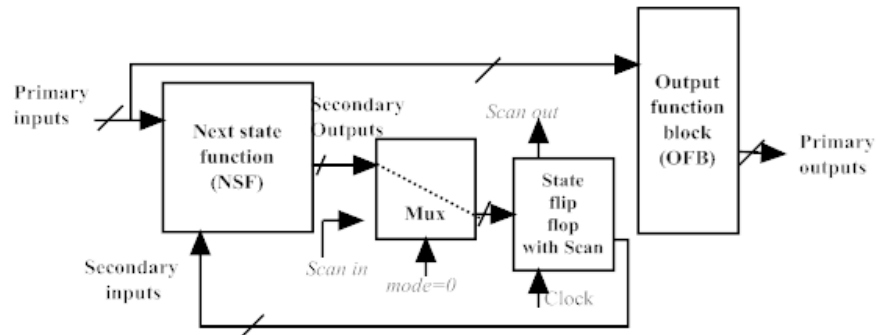 Primary
inputs
Next state
function
(NSF)
Secondary
Outputs
Scan in
Mux
mode=0
Scan out
State
flip
flop
with Scan
Clock
Output
function
block
(OFB)
Primary
outputs
Secondary
inputs